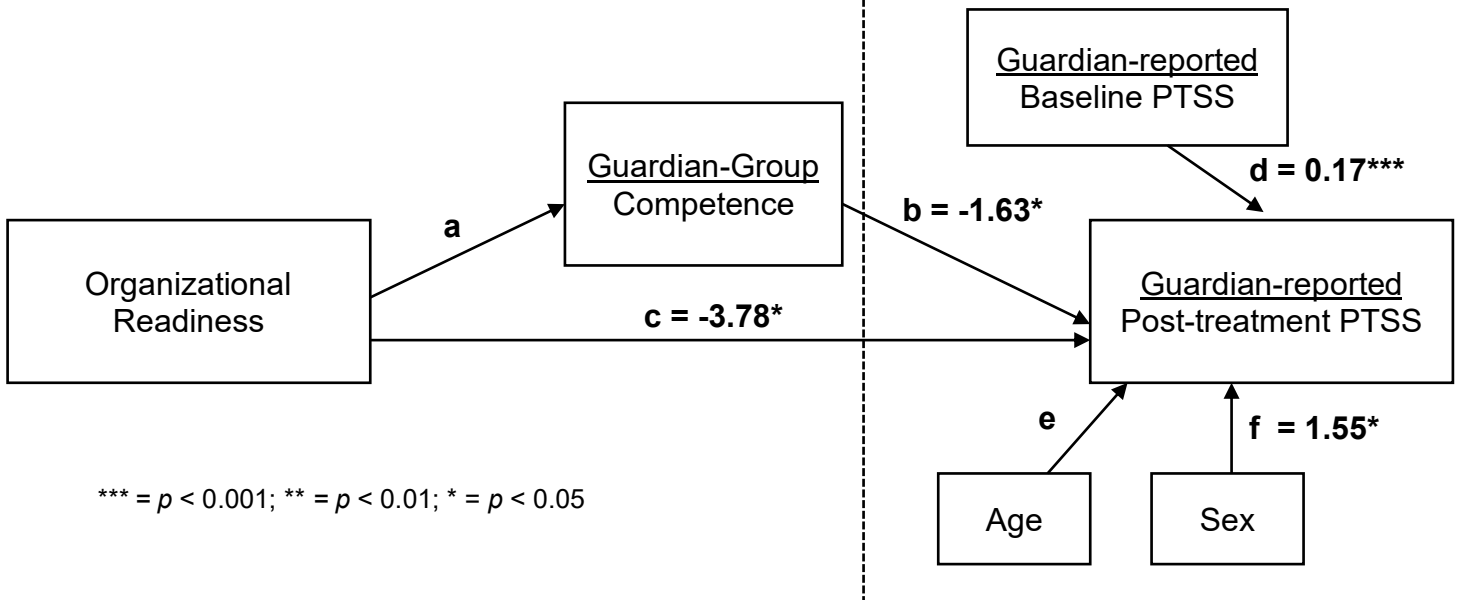 Guardian-reported
Baseline PTSS
d = 0.17***
Guardian-Group
Competence
b = -1.63*
a
Organizational
Readiness
c = -3.78*
Guardian-reported
Post-treatment PTSS
e
f  = 1.55*
*** = p < 0.001; ** = p < 0.01; * = p < 0.05
Age
Sex